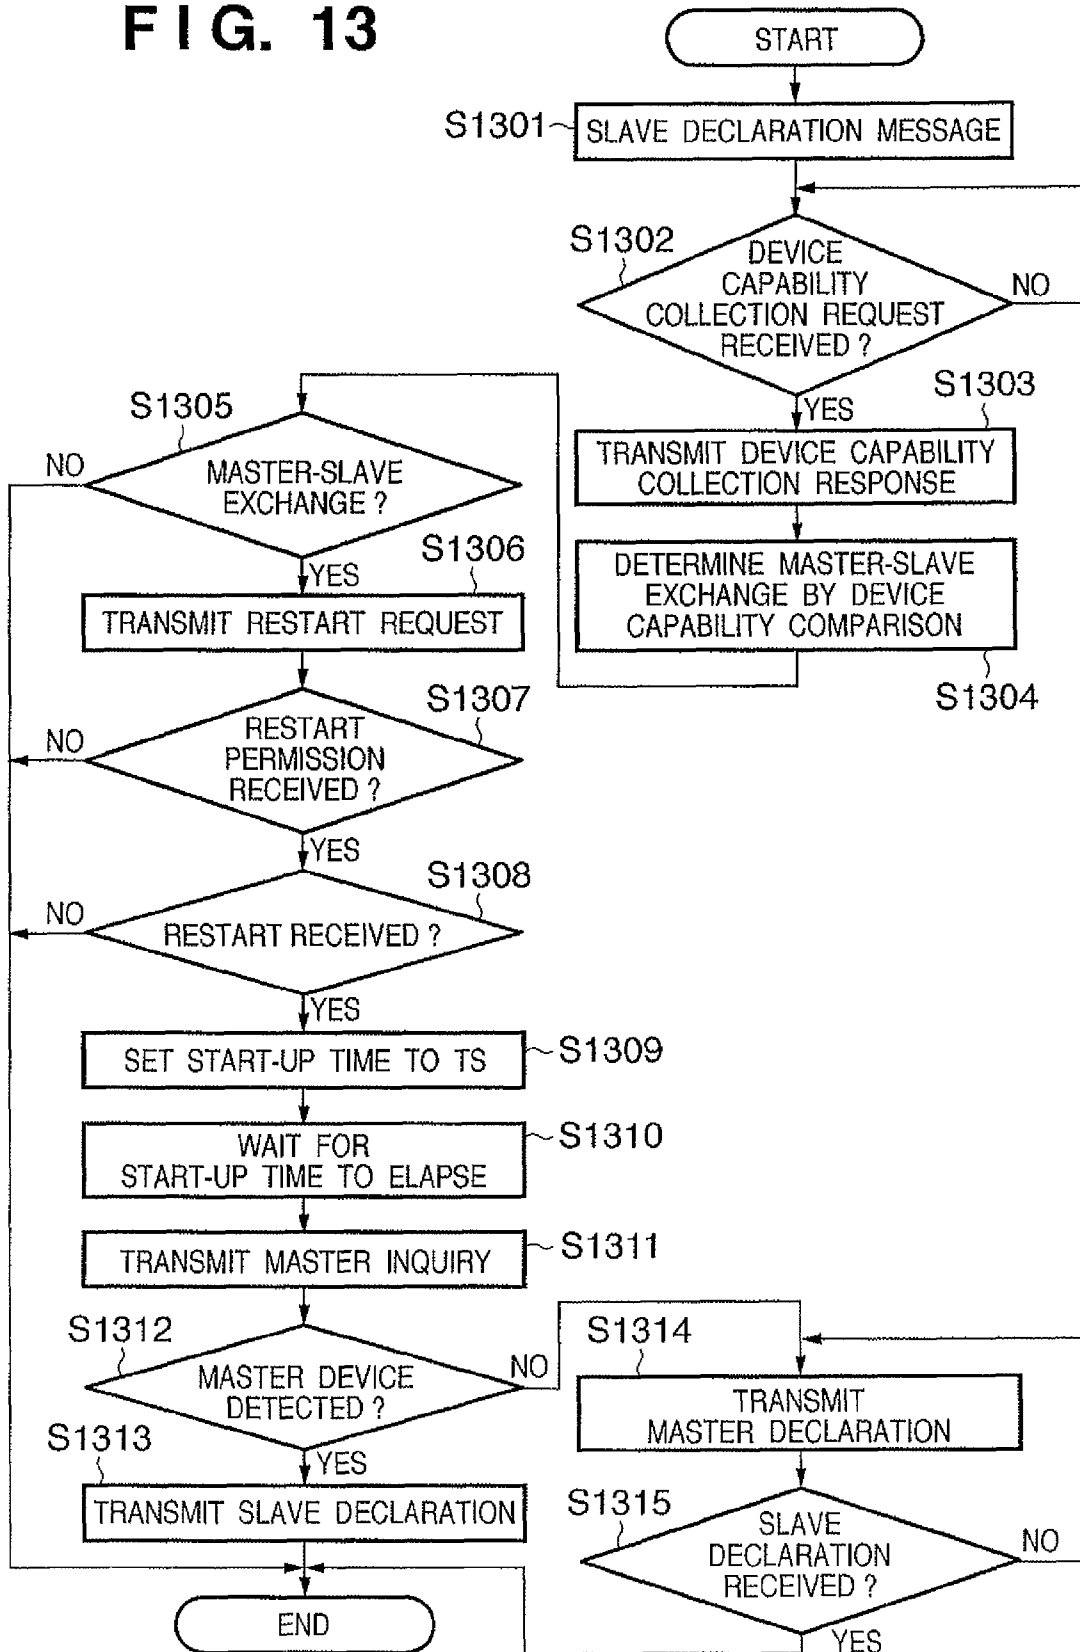 FIG. 13
START
S1301
SLAVE DECLARATION MESSAGE
S1302
DEVICE
CAPABILITY
COLLECTION REQUEST
RECEIVED ?
NO
YES
S1303
TRANSMIT DEVICE CAPABILITY
COLLECTION RESPONSE
DETERMINE MASTER-SLAVE
EXCHANGE BY DEVICE
CAPABILITY COMPARISON
S1304
S1305
NO
MASTER-SLAVE
EXCHANGE ?
YES
S1306
TRANSMIT RESTART REQUEST
S1307
NO
RESTART
PERMISSION
RECEIVED ?
YES
S1308
NO
RESTART RECEIVED ?
YES
SET START-UP TIME TO TS
S1309
WAIT FOR
START-UP TIME TO ELAPSE
S1310
TRANSMIT MASTER INQUIRY
S1311
S1312
MASTER DEVICE
DETECTED ?
NO
YES
S1313
TRANSMIT SLAVE DECLARATION
END
S1314
TRANSMIT
MASTER DECLARATION
S1315
SLAVE
DECLARATION
RECEIVED ?
NO
YES